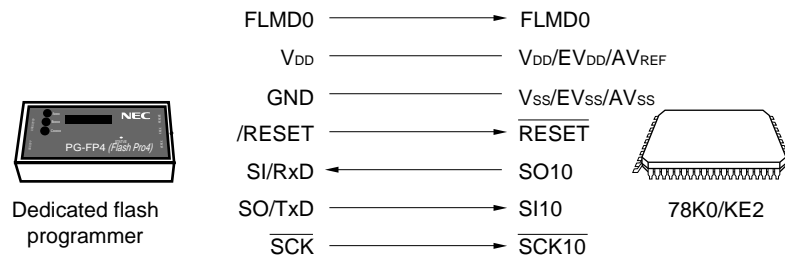 FLMD0 FLMD0
VDD VDD/EVDD/AVREF
GND VSS/EVSS/AVSS
/RESET RESET
SI/RxD SO10
SO/TxD SI10
SCK SCK10
NEC
PG-FP4 (Flash Pro4)
Dedicated flash
programmer
78K0/KE2